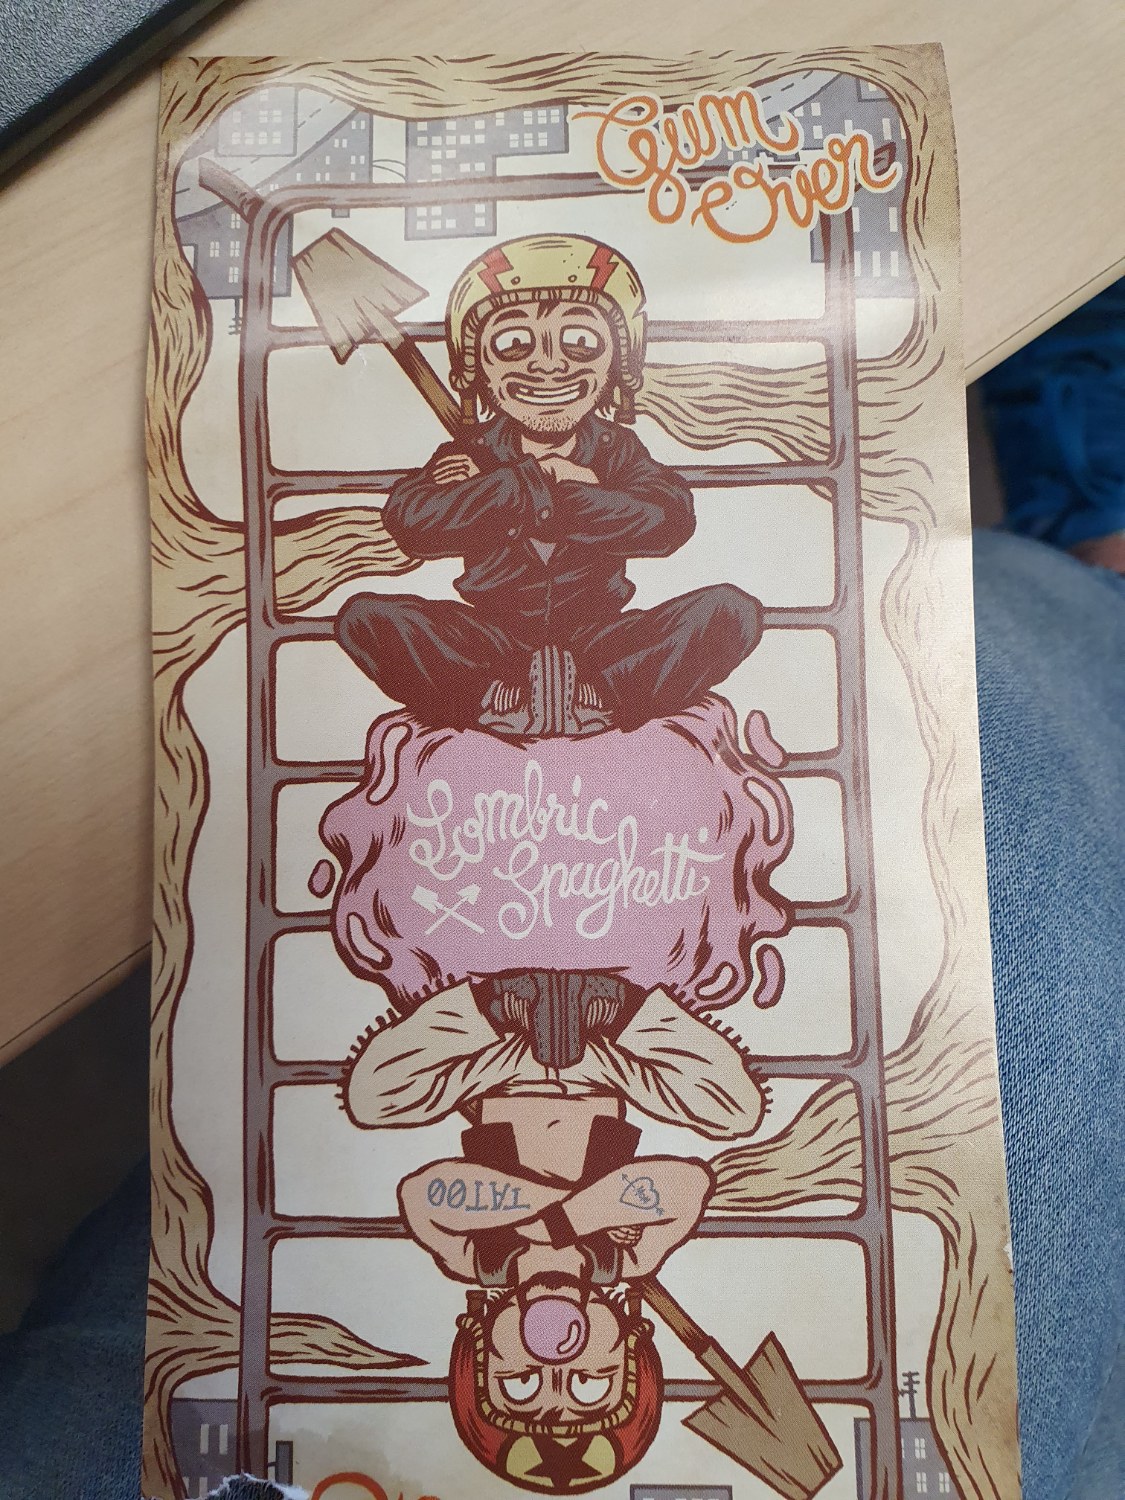 Gum
Over
Lombric
Spaghetti
TATOO